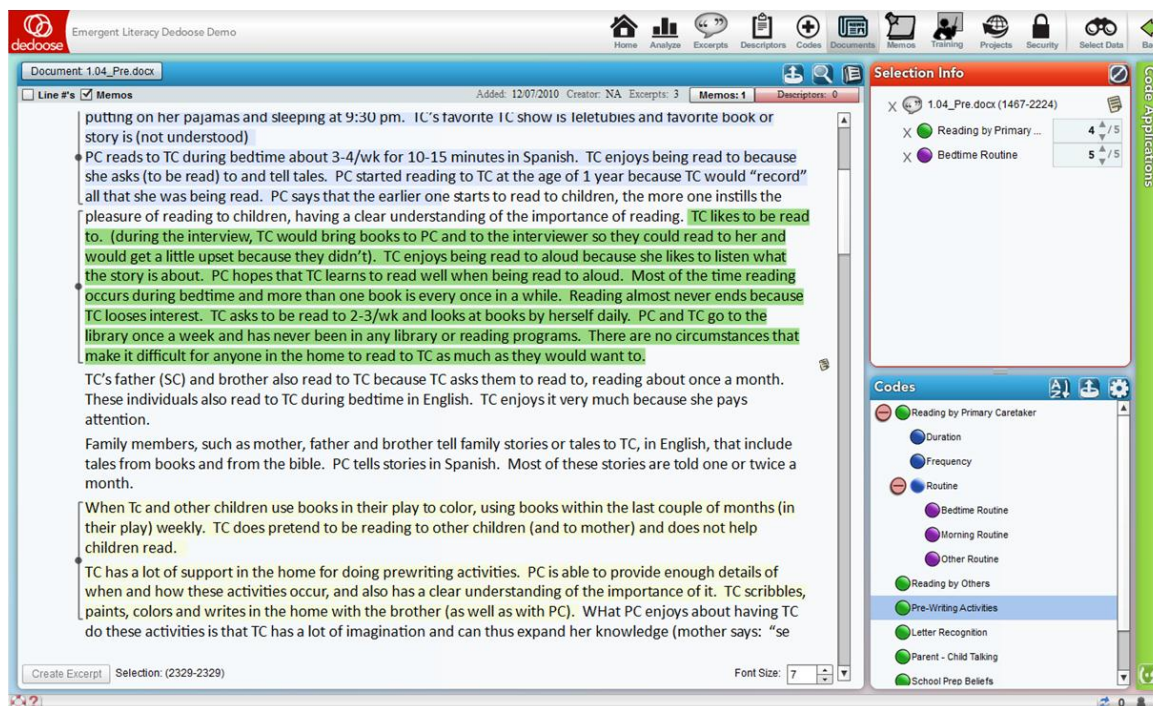 dedoose
Emergent Literacy Dedoose Demo
Home
Analyze
Excerpts
Descriptors
Codes
Documents
Memos
Training
Projects
Security
Select Data
Ba
Document: 1.04_Pre.docx
Line #'s
Memos
Added: 12/07/2010 Creator: NA Excerpts: 3
Memos: 1
Descriptors: 0
putting on her pajamas and sleeping at 9:30 pm. TC's favorite TC show is Teletubies and favorite book or
story is (not understood)
PC reads to TC during bedtime about 3-4/wk for 10-15 minutes in Spanish. TC enjoys being read to because
she asks (to be read) to and tell tales. PC started reading to TC at the age of 1 year because TC would "record"
all that she was being read. PC says that the earlier one starts to read to children, the more one instills the
pleasure of reading to children, having a clear understanding of the importance of reading. TC likes to be read
to. (during the interview, TC would bring books to PC and to the interviewer so they could read to her and
would get a little upset because they didn't). TC enjoys being read to aloud because she likes to listen what
the story is about. PC hopes that TC learns to read well when being read to aloud. Most of the time reading
occurs during bedtime and more than one book is every once in a while. Reading almost never ends because
TC looses interest. TC asks to be read to 2-3/wk and looks at books by herself daily. PC and TC go to the
library once a week and has never been in any library or reading programs. There are no circumstances that
make it difficult for anyone in the home to read to TC as much as they would want to.
TC's father (SC) and brother also read to TC because TC asks them to read to, reading about once a month.
These individuals also read to TC during bedtime in English. TC enjoys it very much because she pays
attention.
Family members, such as mother, father and brother tell family stories or tales to TC, in English, that include
tales from books and from the bible. PC tells stories in Spanish. Most of these stories are told one or twice a
month.
When Tc and other children use books in their play to color, using books within the last couple of months (in
their play) weekly. TC does pretend to be reading to other children (and to mother) and does not help
children read.
TC has a lot of support in the home for doing prewriting activities. PC is able to provide enough details of
when and how these activities occur, and also has a clear understanding of the importance of it. TC scribbles,
paints, colors and writes in the home with the brother (as well as with PC). WHat PC enjoys about having TC
do these activities is that TC has a lot of imagination and can thus expand her knowledge (mother says: "se
Create Excerpt
Selection: (2329-2329)
Font Size: 7
Selection Info
X 1.04_Pre.docx (1467-2224)
X Reading by Primary ... 4 /5
X Bedtime Routine 5 /5
Codes
Reading by Primary Caretaker
Duration
Frequency
Routine
Bedtime Routine
Morning Routine
Other Routine
Reading by Others
Pre-Writing Activities
Letter Recognition
Parent - Child Talking
School Prep Beliefs
Code Applications
0